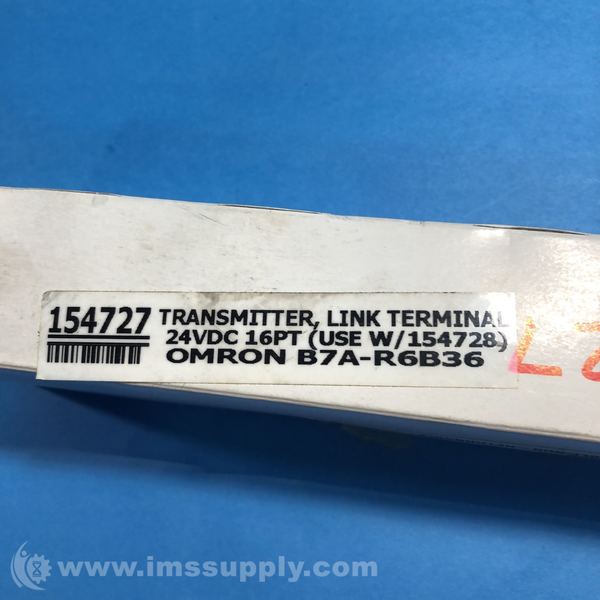 154727 TRANSMITTER, LINK TERMINAL
24VDC 16PT (USE W/154728)
OMRON B7A-R6B36
www.imssupply.com